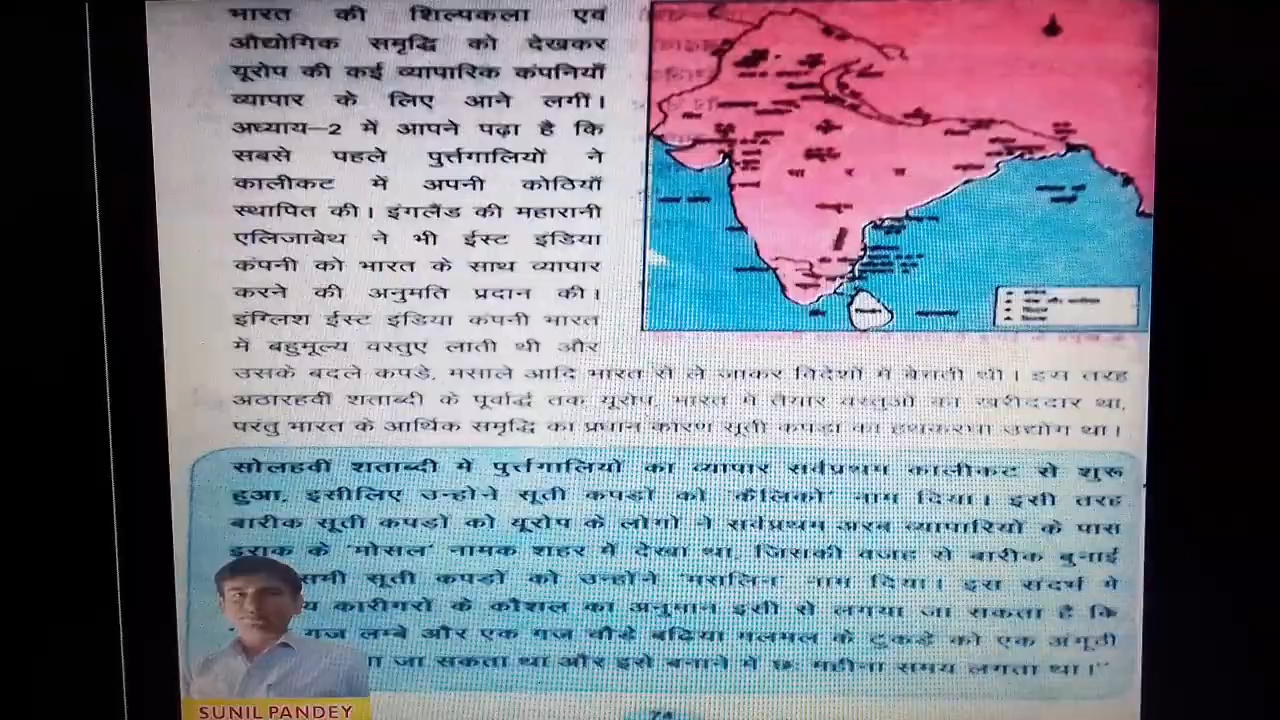 भारत की शिल्पकला एवं
औद्योगिक समृद्धि को देखकर
यूरोप की कई व्यापारिक कंपनियाँ
व्यापार के लिए आने लगीं।
अध्याय–2 में आपने पढ़ा है कि
सबसे पहले पुर्त्तगालियों ने
कालीकट में अपनी कोठियाँ
स्थापित की। इंगलैंड की महारानी
एलिजाबेथ ने भी ईस्ट इंडिया
कंपनी को भारत के साथ व्यापार
करने की अनुमति प्रदान की।
इंग्लिश ईस्ट इंडिया कंपनी भारत
में बहुमूल्य वस्तुए लाती थी और
उसके बदले कपड़े, मसाले आदि भारत से ले जाकर विदेशों में बेचती थी। इस तरह
अठारहवीं शताब्दी के पूर्वार्द्ध तक यूरोप, भारत में तैयार वस्तुओं का खरीददार था,
परंतु भारत के आर्थिक समृद्धि का प्रधान कारण सूती कपड़ा का हथकरघा उद्योग था।
सोलहवीं शताब्दी में पुर्त्तगालियों का व्यापार सर्वप्रथम कालीकट से शुरू
हुआ, इसीलिए उन्होंने सूती कपड़ों को 'कैलिको' नाम दिया। इसी तरह
बारीक सूती कपड़ों को यूरोप के लोगों ने सर्वप्रथम अरब व्यापारियों के पास
इराक के 'मोसल' नामक शहर में देखा था, जिसकी वजह से बारीक बुनाई
सभी सूती कपड़ों को उन्होंने 'मसलिन' नाम दिया। इस संदर्भ में
कारीगरों के कौशल का अनुमान इसी से लगया जा सकता है कि
गज लम्बे और एक गज चौड़े बढ़िया मलमल के टुकड़े को एक अंगूठी
जा सकता था और इसे बनाने में छः महीना समय लगता था।"
SUNIL PANDEY
74